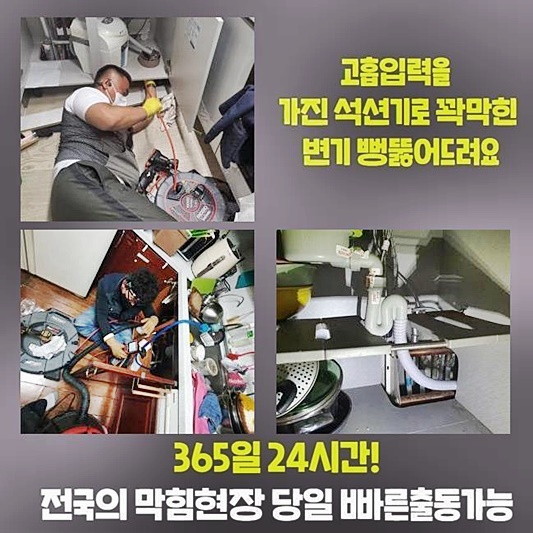 고흡입력을
가진 석션기로 꽉막힌
변기 뻥뚫어드려요
365일 24시간!
전국의 막힘현장 당일 빠른출동가능